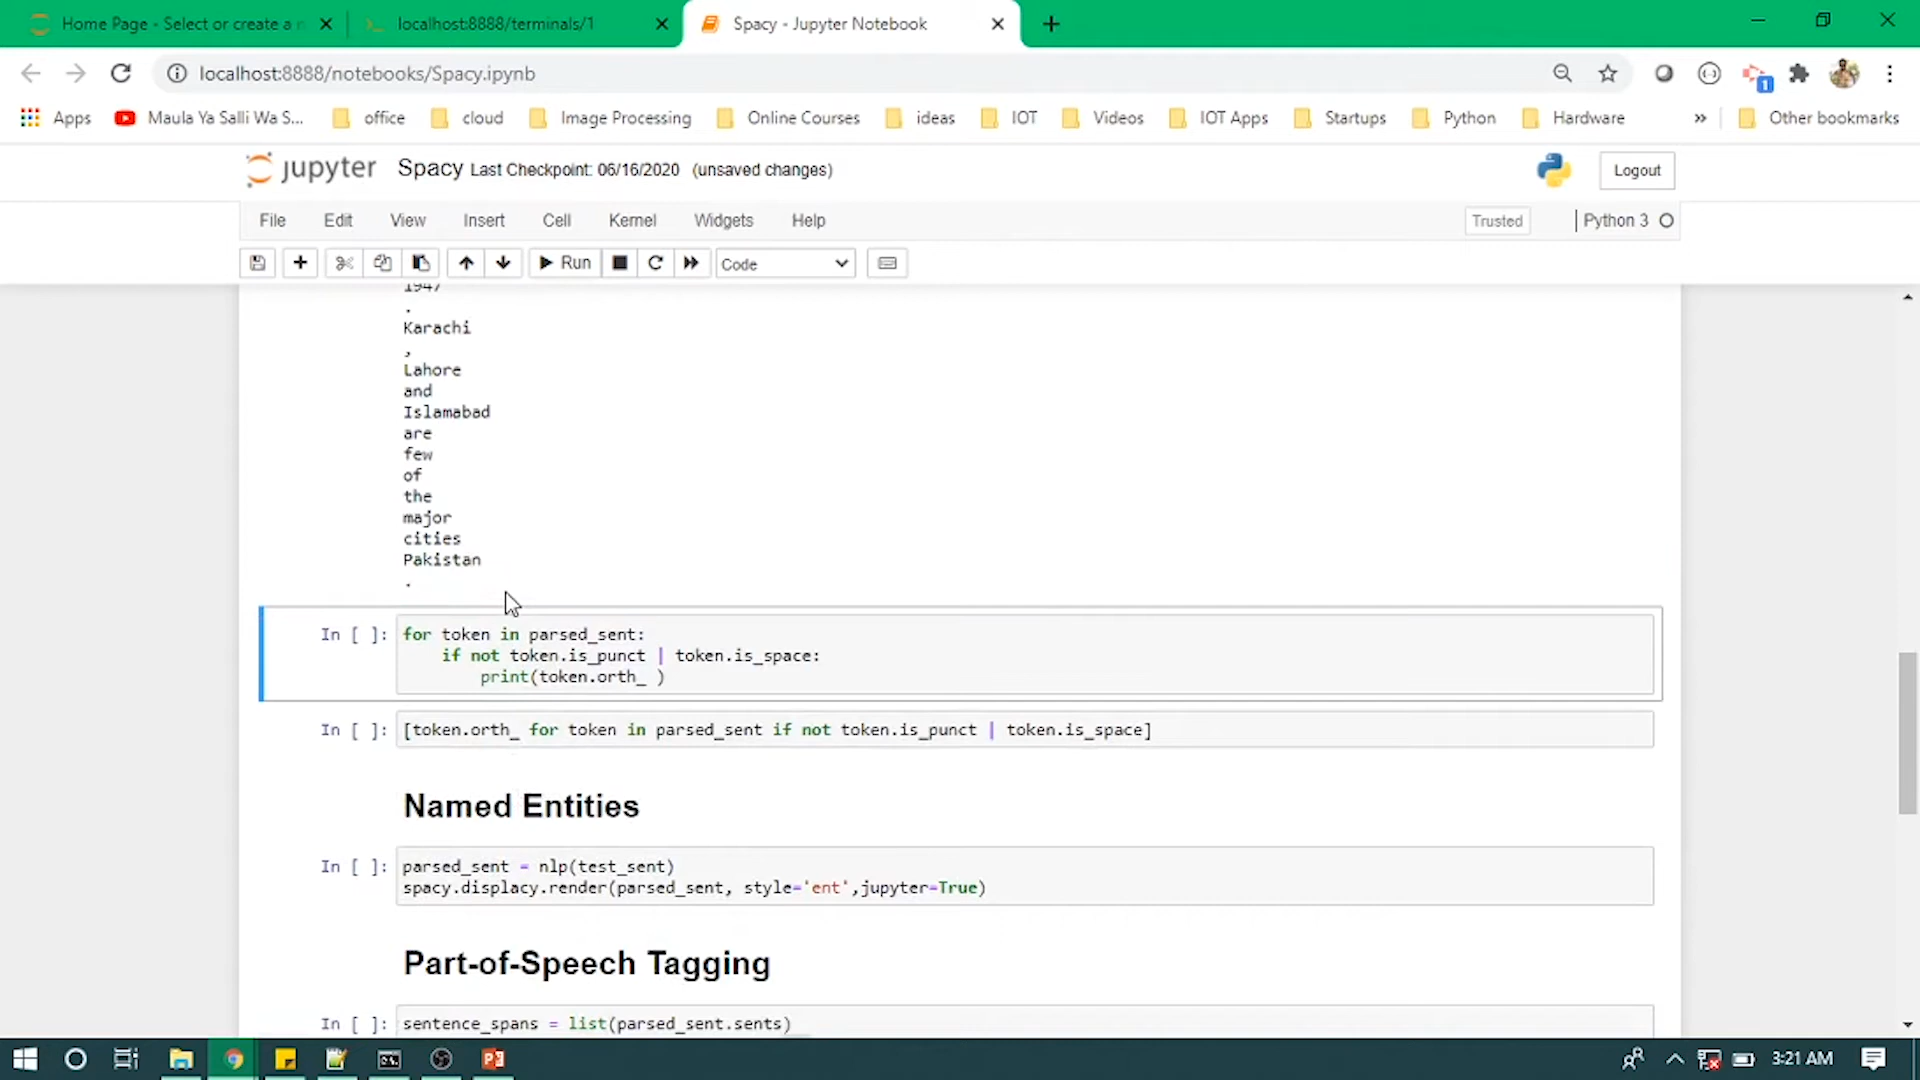 Home Page - Select or create a n
localhost:8888/terminals/1
Spacy - Jupyter Notebook
localhost:8888/notebooks/Spacy.ipynb
1
Apps
Maula Ya Salli Wa S...
office
cloud
Image Processing
Online Courses
ideas
IOT
Videos
IOT Apps
Startups
Python
Hardware
»
Other bookmarks
jupyter
Spacy Last Checkpoint: 06/16/2020 (unsaved changes)
Logout
File Edit View Insert Cell Kernel Widgets Help
Trusted
Python 3
Run
Code
1947
.
Karachi
,
Lahore
and
Islamabad
are
few
of
the
major
cities
Pakistan
.
In [ ]: for token in parsed_sent:
if not token.is_punct | token.is_space:
print(token.orth_ )
In [ ]: [token.orth_ for token in parsed_sent if not token.is_punct | token.is_space]
Named Entities
In [ ]: parsed_sent = nlp(test_sent)
spacy.displacy.render(parsed_sent, style='ent',jupyter=True)
Part-of-Speech Tagging
In [ ]: sentence_spans = list(parsed_sent.sents)
3:21 AM